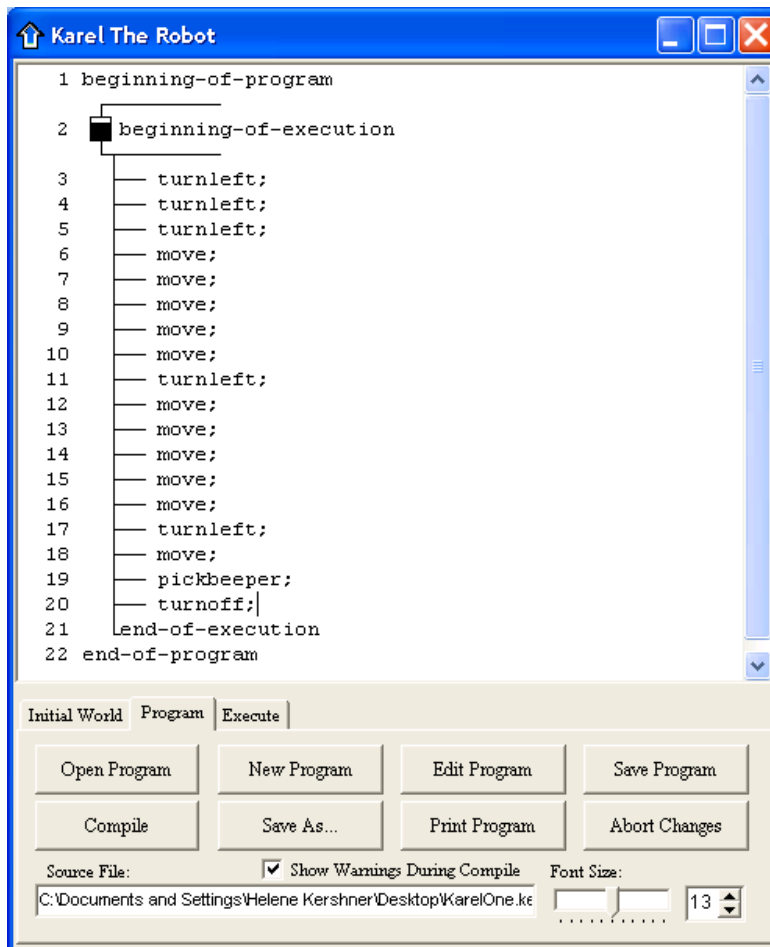 Karel The Robot
1 beginning-of-program
2 beginning-of-execution
3 turnleft;
4 turnleft;
5 turnleft;
6 move;
7 move;
8 move;
9 move;
10 move;
11 turnleft;
12 move;
13 move;
14 move;
15 move;
16 move;
17 turnleft;
18 move;
19 pickbeeper;
20 turnoff;
21 end-of-execution
22 end-of-program
Initial World Program Execute
Open Program New Program Edit Program Save Program
Compile Save As... Print Program Abort Changes
Source File: Show Warnings During Compile Font Size:
C:\Documents and Settings\Helene Kershner\Desktop\KarelOne.ke 13